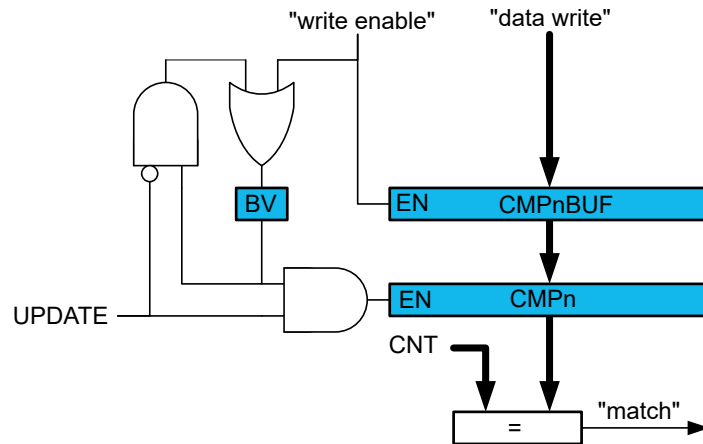 "write enable" "data write"
BV
EN CMPnBUF
EN CMPn
UPDATE
CNT
=
"match"